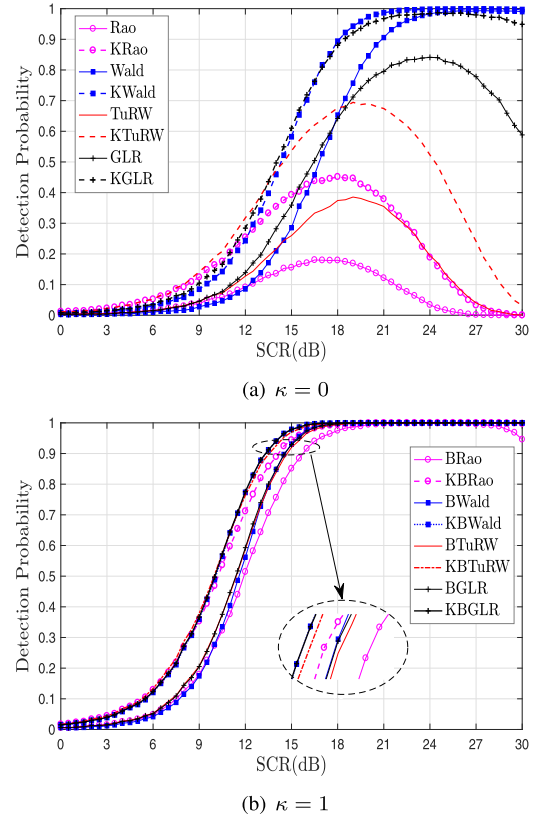 1
0.9
0.8
0.7
0.6
0.5
0.4
0.3
0.2
0.1
0
Detection Probability
Rao
KRao
Wald
KWald
TuRW
KTuRW
GLR
KGLR
0 3 6 9 12 15 18 21 24 27 30
SCR(dB)
(a) κ = 0
1
0.9
0.8
0.7
0.6
0.5
0.4
0.3
0.2
0.1
0
Detection Probability
BRao
KBRao
BWald
KBWald
BTuRW
KBTuRW
BGLR
KBGLR
0 3 6 9 12 15 18 21 24 27 30
SCR(dB)
(b) κ = 1